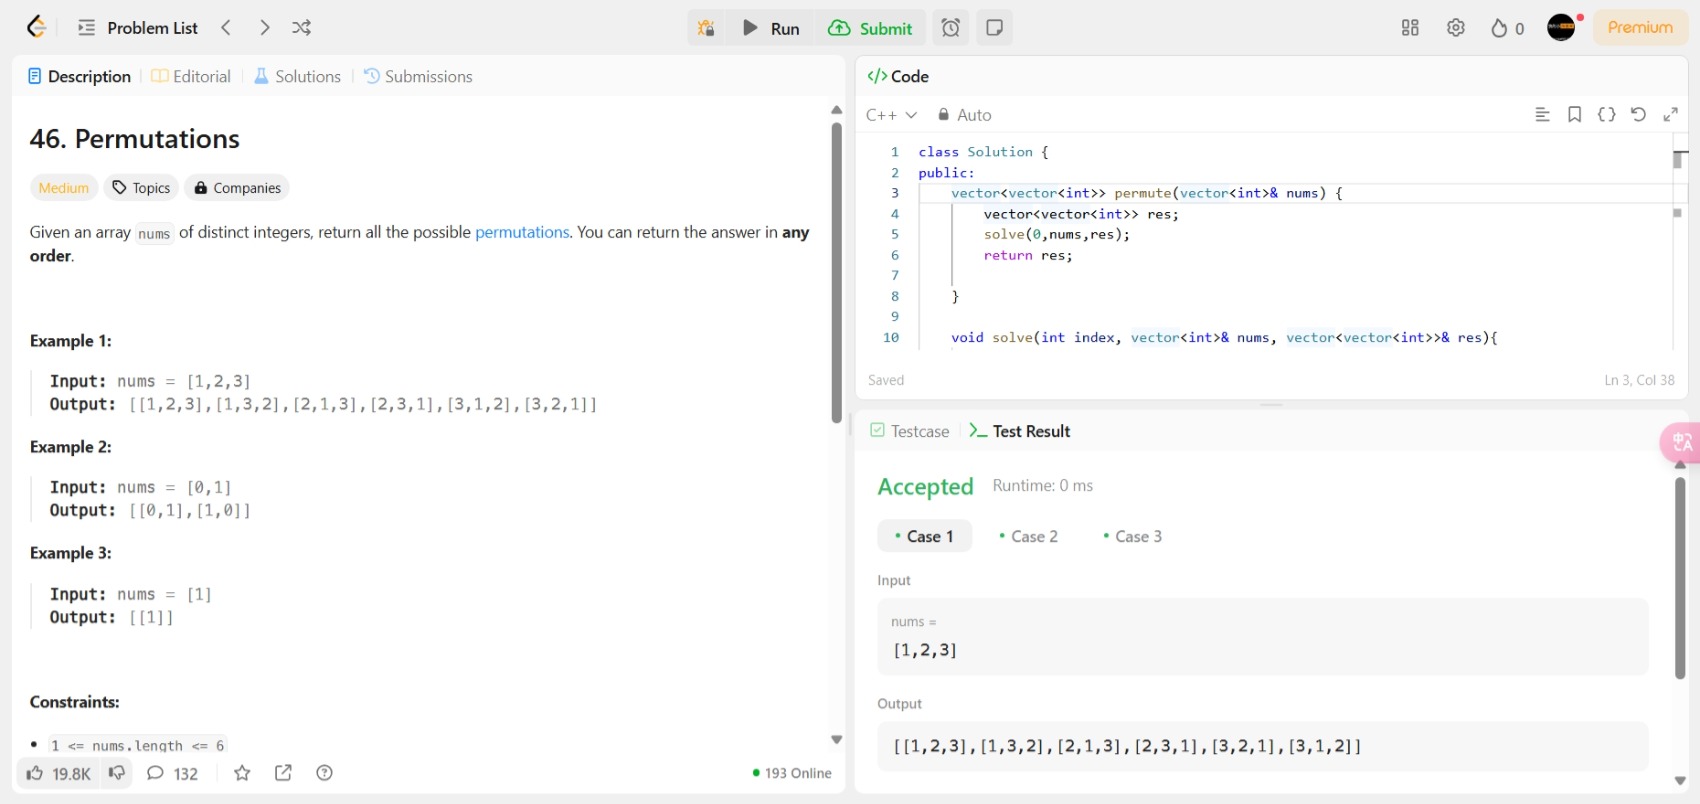 Problem List
Run
Submit
0
Premium
Description
Editorial
Solutions
Submissions
46. Permutations
Medium
Topics
Companies
Given an array nums of distinct integers, return all the possible permutations. You can return the answer in any
order.
Example 1:
Input: nums = [1,2,3]
Output: [[1,2,3],[1,3,2],[2,1,3],[2,3,1],[3,1,2],[3,2,1]]
Example 2:
Input: nums = [0,1]
Output: [[0,1],[1,0]]
Example 3:
Input: nums = [1]
Output: [[1]]
Constraints:
• 1 <= nums.length <= 6
19.8K
132
193 Online
</> Code
C++
Auto
1 class Solution {
2 public:
3 vector<vector<int>> permute(vector<int>& nums) {
4 vector<vector<int>> res;
5 solve(0,nums,res);
6 return res;
7
8 }
9
10 void solve(int index, vector<int>& nums, vector<vector<int>>& res){
Saved
Ln 3, Col 38
Testcase
Test Result
中A
Accepted
Runtime: 0 ms
• Case 1
• Case 2
• Case 3
Input
nums =
[1,2,3]
Output
[[1,2,3],[1,3,2],[2,1,3],[2,3,1],[3,2,1],[3,1,2]]